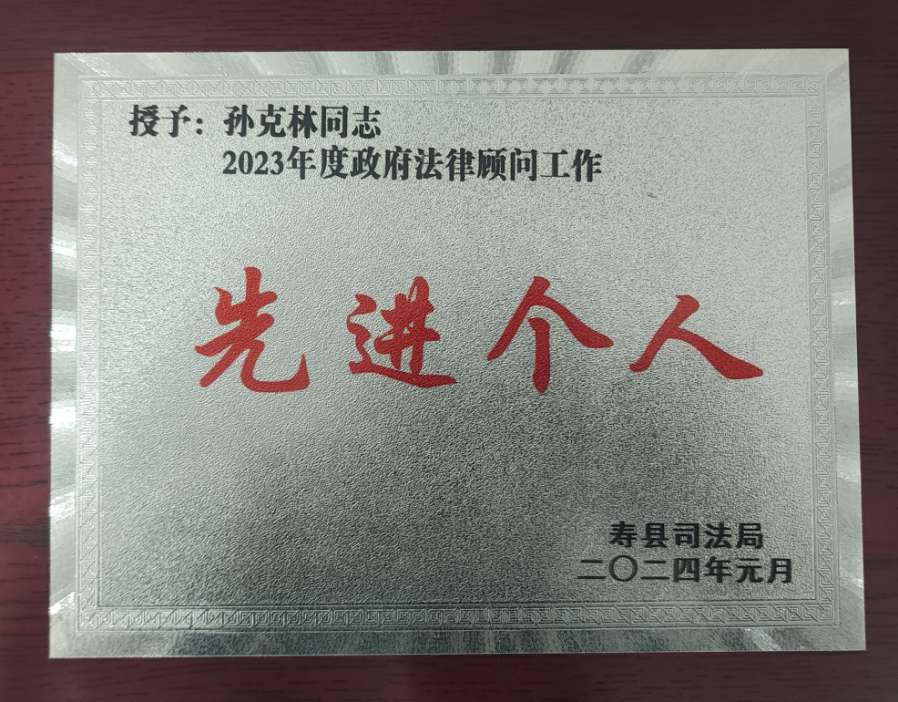 授予：孙克林同志
2023年度政府法律顾问工作
先进个人
寿县司法局
二〇二四年元月